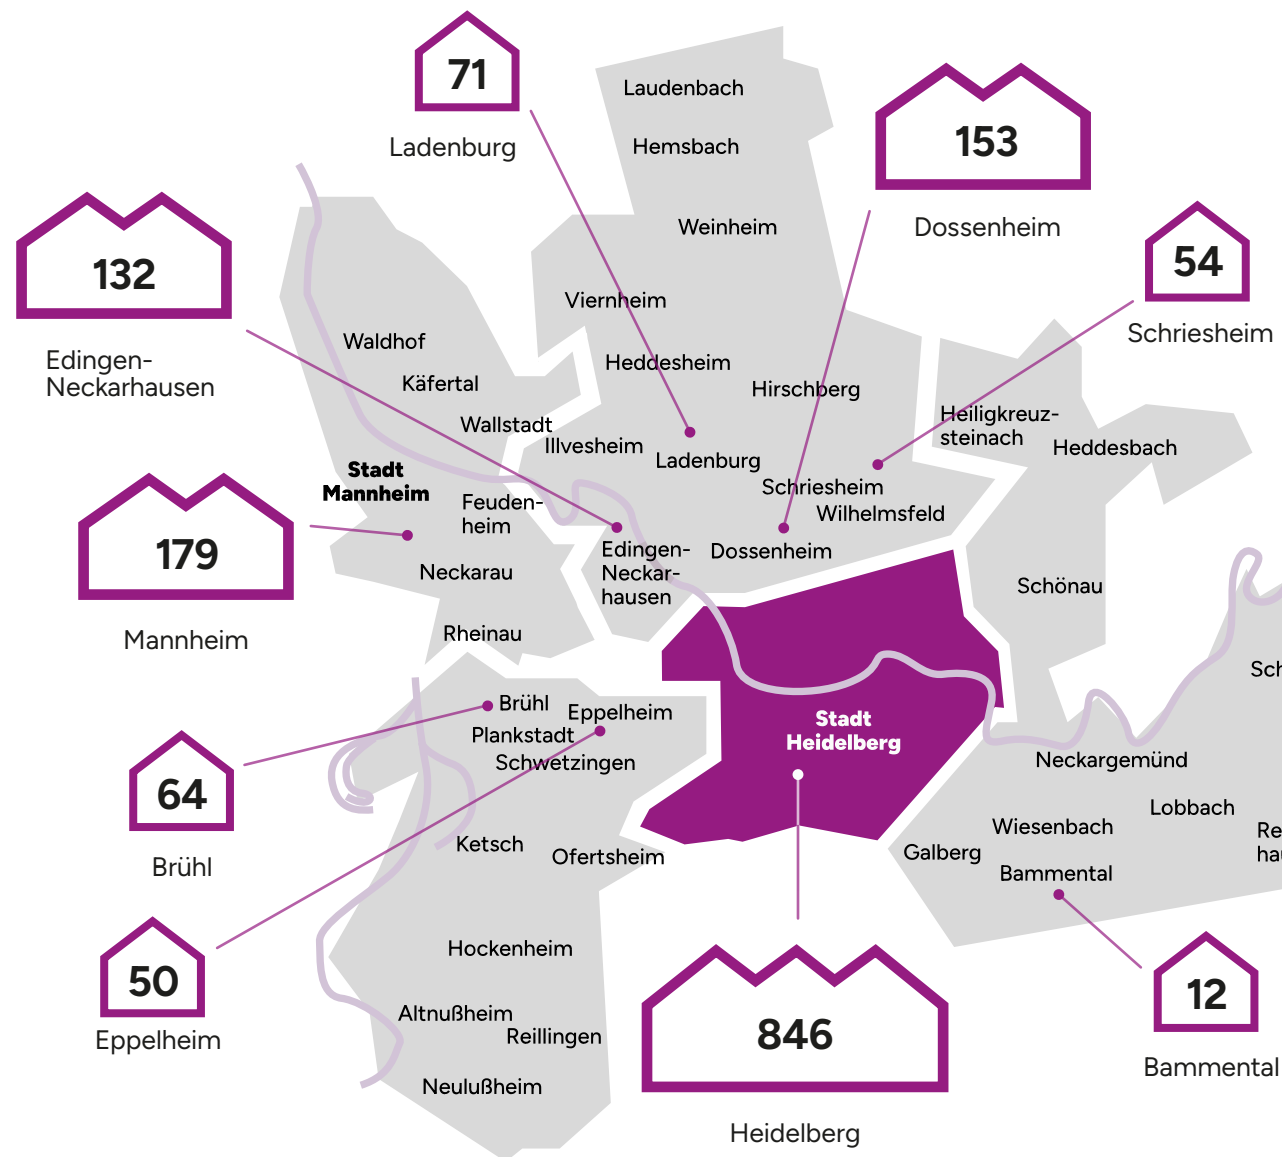 71
Ladenburg
153
Dossenheim
54
Schriesheim
132
Edingen-
Neckarhausen
179
Mannheim
64
Brühl
50
Eppelheim
846
Heidelberg
12
Bammental
Laudenbach
Hemsbach
Weinheim
Viernheim
Heddesheim
Hirschberg
Waldhof
Käfertal
Wallstadt
Illvesheim
Ladenburg
Stadt
Mannheim
Feuden-
heim
Schriesheim
Wilhelmsfeld
Edingen-
Neckar-
hausen
Dossenheim
Neckarau
Rheinau
Heiligkreuz-
steinach
Heddesbach
Schönau
Sch
Brühl
Eppelheim
Plankstadt
Schwetzingen
Stadt
Heidelberg
Neckargemünd
Lobbach
Wiesenbach
Re
hau
Galberg
Bammental
Ketsch
Ofertsheim
Hockenheim
Altnußheim
Reillingen
Neulußheim